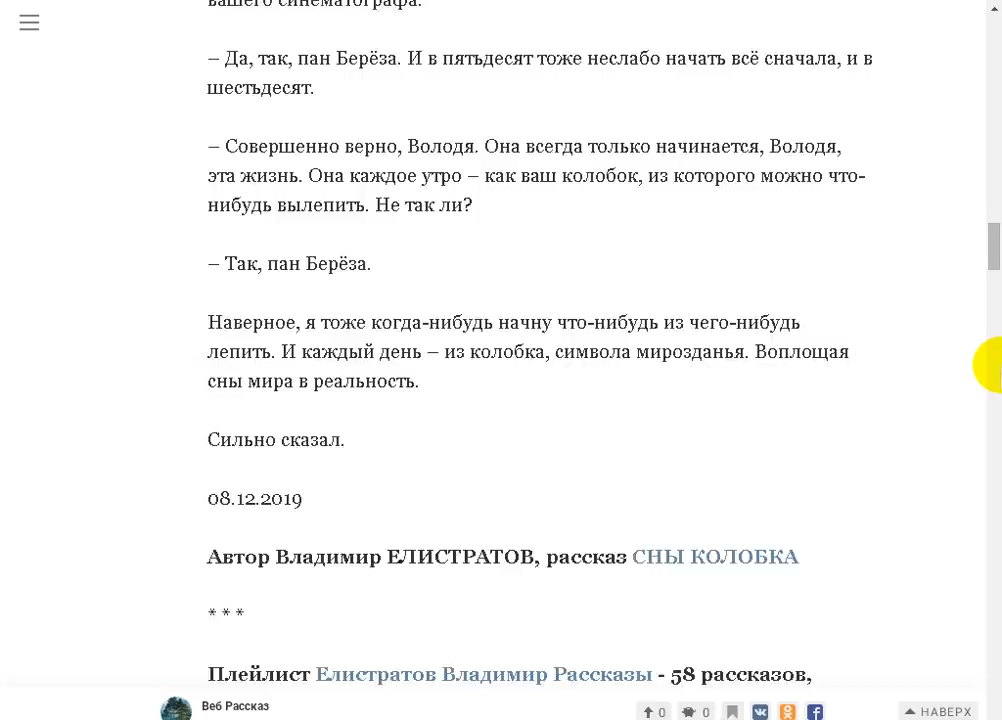 вашего синематографа.
– Да, так, пан Берёза. И в пятьдесят тоже неслабо начать всё сначала, и в
шестьдесят.
– Совершенно верно, Володя. Она всегда только начинается, Володя,
эта жизнь. Она каждое утро – как ваш колобок, из которого можно что-
нибудь вылепить. Не так ли?
– Так, пан Берёза.
Наверное, я тоже когда-нибудь начну что-нибудь из чего-нибудь
лепить. И каждый день – из колобка, символа мирозданья. Воплощая
сны мира в реальность.
Сильно сказал.
08.12.2019
Автор Владимир ЕЛИСТРАТОВ, рассказ СНЫ КОЛОБКА
* * *
Плейлист Елистратов Владимир Рассказы - 58 рассказов,
Веб Рассказ 0 0 НАВЕРХ